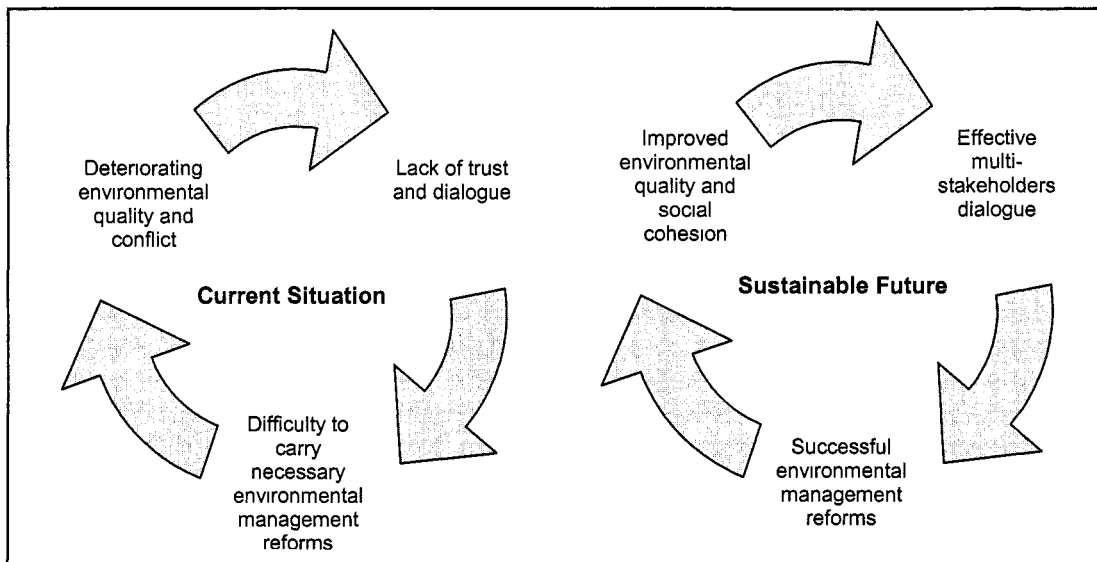 Deteriorating
environmental
quality and
conflict
Lack of trust
and dialogue
Current Situation
Difficulty to
carry
necessary
environmental
management
reforms
Improved
environmental
quality and
social
cohesion
Effective
multi-
stakeholders
dialogue
Sustainable Future
Successful
environmental
management
reforms